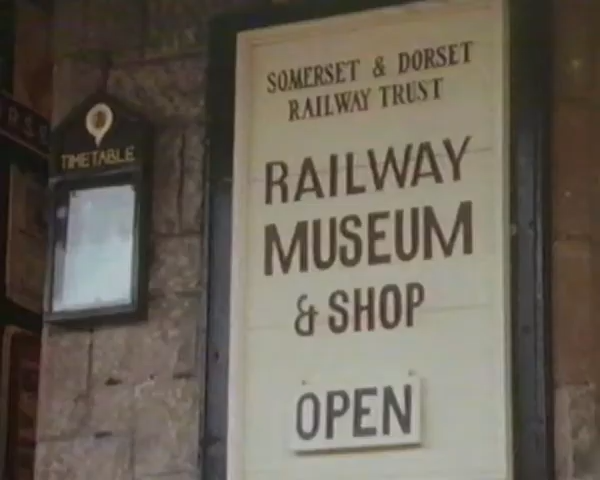 SOMERSET & DORSET
RAILWAY TRUST
RAILWAY
MUSEUM
& SHOP
OPEN
TIMETABLE